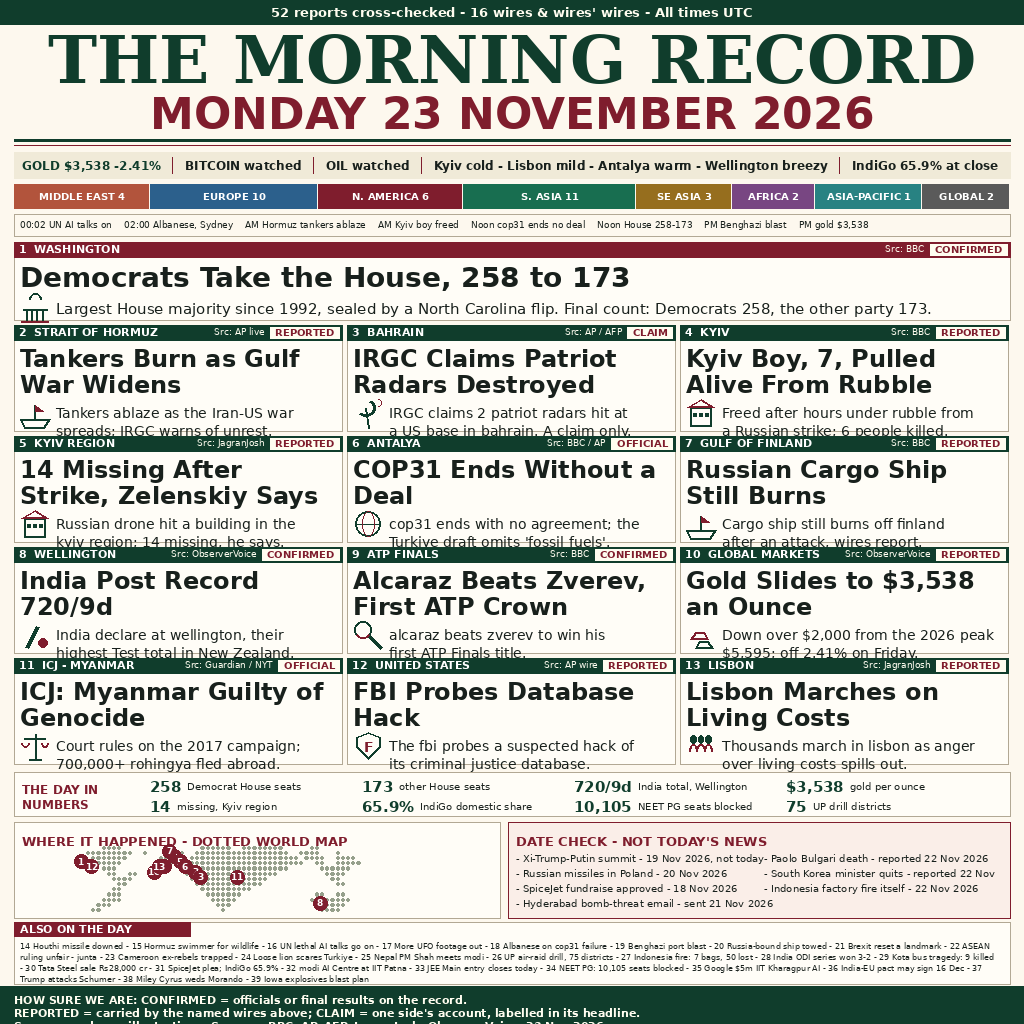 52 reports cross-checked - 16 wires & wires' wires - All times UTC
THE MORNING RECORD
MONDAY 23 NOVEMBER 2026
GOLD $3,538 -2.41% BITCOIN watched OIL watched Kyiv cold - Lisbon mild - Antalya warm - Wellington breezy IndiGo 65.9% at close
MIDDLE EAST 4 EUROPE 10 N. AMERICA 6 S. ASIA 11 SE ASIA 3 AFRICA 2 ASIA-PACIFIC 1 GLOBAL 2
00:02 UN AI talks on 02:00 Albanese, Sydney AM Hormuz tankers ablaze AM Kyiv boy freed Noon cop31 ends no deal Noon House 258-173 PM Benghazi blast PM gold $3,538
1 WASHINGTON Src: BBC CONFIRMED
Democrats Take the House, 258 to 173
Largest House majority since 1992, sealed by a North Carolina flip. Final count: Democrats 258, the other party 173.
2 STRAIT OF HORMUZ Src: AP live REPORTED
Tankers Burn as Gulf
War Widens
Tankers ablaze as the Iran-US war
spreads; IRGC warns of unrest.
3 BAHRAIN Src: AP / AFP CLAIM
IRGC Claims Patriot
Radars Destroyed
IRGC claims 2 patriot radars hit at
a US base in bahrain. A claim only.
4 KYIV Src: BBC REPORTED
Kyiv Boy, 7, Pulled
Alive From Rubble
Freed after hours under rubble from
a Russian strike; 6 people killed.
5 KYIV REGION Src: JagranJosh REPORTED
14 Missing After
Strike, Zelenskiy Says
Russian drone hit a building in the
kyiv region; 14 missing, he says.
6 ANTALYA Src: BBC / AP OFFICIAL
COP31 Ends Without a
Deal
cop31 ends with no agreement; the
Turkiye draft omits 'fossil fuels'.
7 GULF OF FINLAND Src: BBC REPORTED
Russian Cargo Ship
Still Burns
Cargo ship still burns off finland
after an attack, wires report.
8 WELLINGTON Src: ObserverVoice CONFIRMED
India Post Record
720/9d
India declare at wellington, their
highest Test total in New Zealand.
9 ATP FINALS Src: BBC CONFIRMED
Alcaraz Beats Zverev,
First ATP Crown
alcaraz beats zverev to win his
first ATP Finals title.
10 GLOBAL MARKETS Src: ObserverVoice REPORTED
Gold Slides to $3,538
an Ounce
Down over $2,000 from the 2026 peak
$5,595; off 2.41% on Friday.
11 ICJ - MYANMAR Src: Guardian / NYT OFFICIAL
ICJ: Myanmar Guilty of
Genocide
Court rules on the 2017 campaign;
700,000+ rohingya fled abroad.
12 UNITED STATES Src: AP wire REPORTED
FBI Probes Database
Hack
F
The fbi probes a suspected hack of
its criminal justice database.
13 LISBON Src: JagranJosh REPORTED
Lisbon Marches on
Living Costs
Thousands march in lisbon as anger
over living costs spills out.
THE DAY IN
NUMBERS
258 Democrat House seats 173 other House seats 720/9d India total, Wellington $3,538 gold per ounce
14 missing, Kyiv region 65.9% IndiGo domestic share 10,105 NEET PG seats blocked 75 UP drill districts
WHERE IT HAPPENED - DOTTED WORLD MAP
1 12 13 7 6 3 11 8
DATE CHECK - NOT TODAY'S NEWS
- Xi-Trump-Putin summit - 19 Nov 2026, not today - Paolo Bulgari death - reported 22 Nov 2026
- Russian missiles in Poland - 20 Nov 2026 - South Korea minister quits - reported 22 Nov
- SpiceJet fundraise approved - 18 Nov 2026 - Indonesia factory fire itself - 22 Nov 2026
- Hyderabad bomb-threat email - sent 21 Nov 2026
ALSO ON THE DAY
14 Houthi missile downed - 15 Hormuz swimmer for wildlife - 16 UN lethal AI talks go on - 17 More UFO footage out - 18 Albanese on cop31 failure - 19 Benghazi port blast - 20 Russia-bound ship towed - 21 Brexit reset a landmark - 22 ASEAN
ruling unfair - junta - 23 Cameroon ex-rebels trapped - 24 Loose lion scares Turkiye - 25 Nepal PM Shah meets modi - 26 UP air-raid drill, 75 districts - 27 Indonesia fire: 7 bags, 50 lost - 28 India ODI series won 3-2 - 29 Kota bus tragedy: 9 killed
- 30 Tata Steel sale Rs28,000 cr - 31 SpiceJet plea; IndiGo 65.9% - 32 modi AI Centre at IIT Patna - 33 JEE Main entry closes today - 34 NEET PG: 10,105 seats blocked - 35 Google $5m IIT Kharagpur AI - 36 India-EU pact may sign 16 Dec - 37
Trump attacks Schumer - 38 Miley Cyrus weds Morando - 39 Iowa explosives blast plan
HOW SURE WE ARE: CONFIRMED = officials or final results on the record.
REPORTED = carried by the named wires above; CLAIM = one side's account, labelled in its headline.